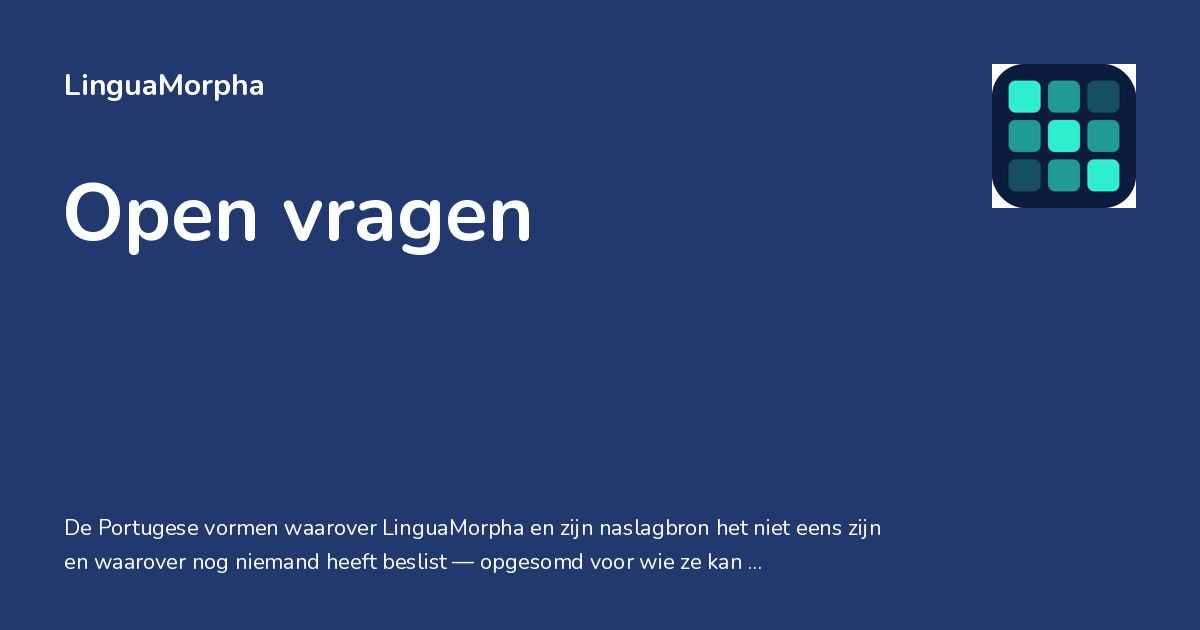 LinguaMorpha
Open vragen
De Portugese vormen waarover LinguaMorpha en zijn naslagbron het niet eens zijn
en waarover nog niemand heeft beslist — opgesomd voor wie ze kan ...